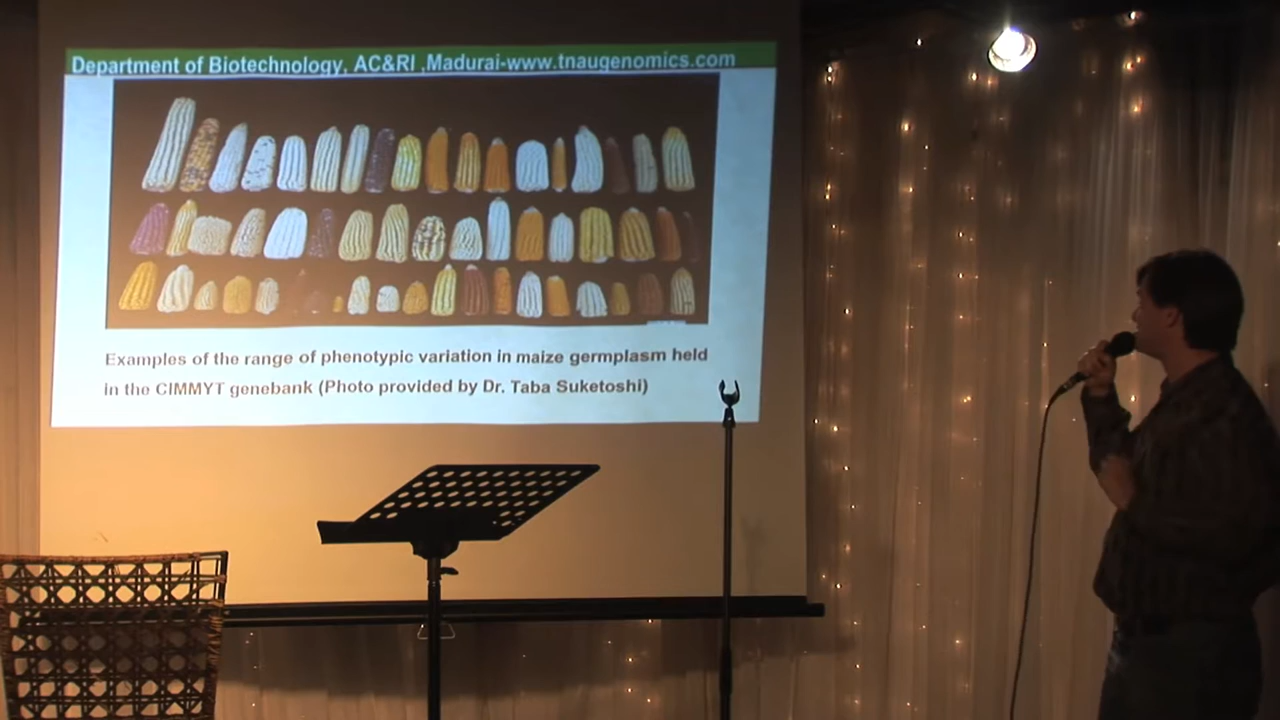 Department of Biotechnology, AC&RI ,Madurai-www.tnaugenomics.com
Examples of the range of phenotypic variation in maize germplasm held
in the CIMMYT genebank (Photo provided by Dr. Taba Suketoshi)